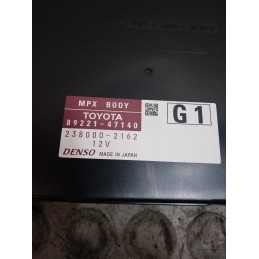 MPX BODY
TOYOTA
89221-47140
G1
238000-2162
12V
DENSO MADE IN JAPAN